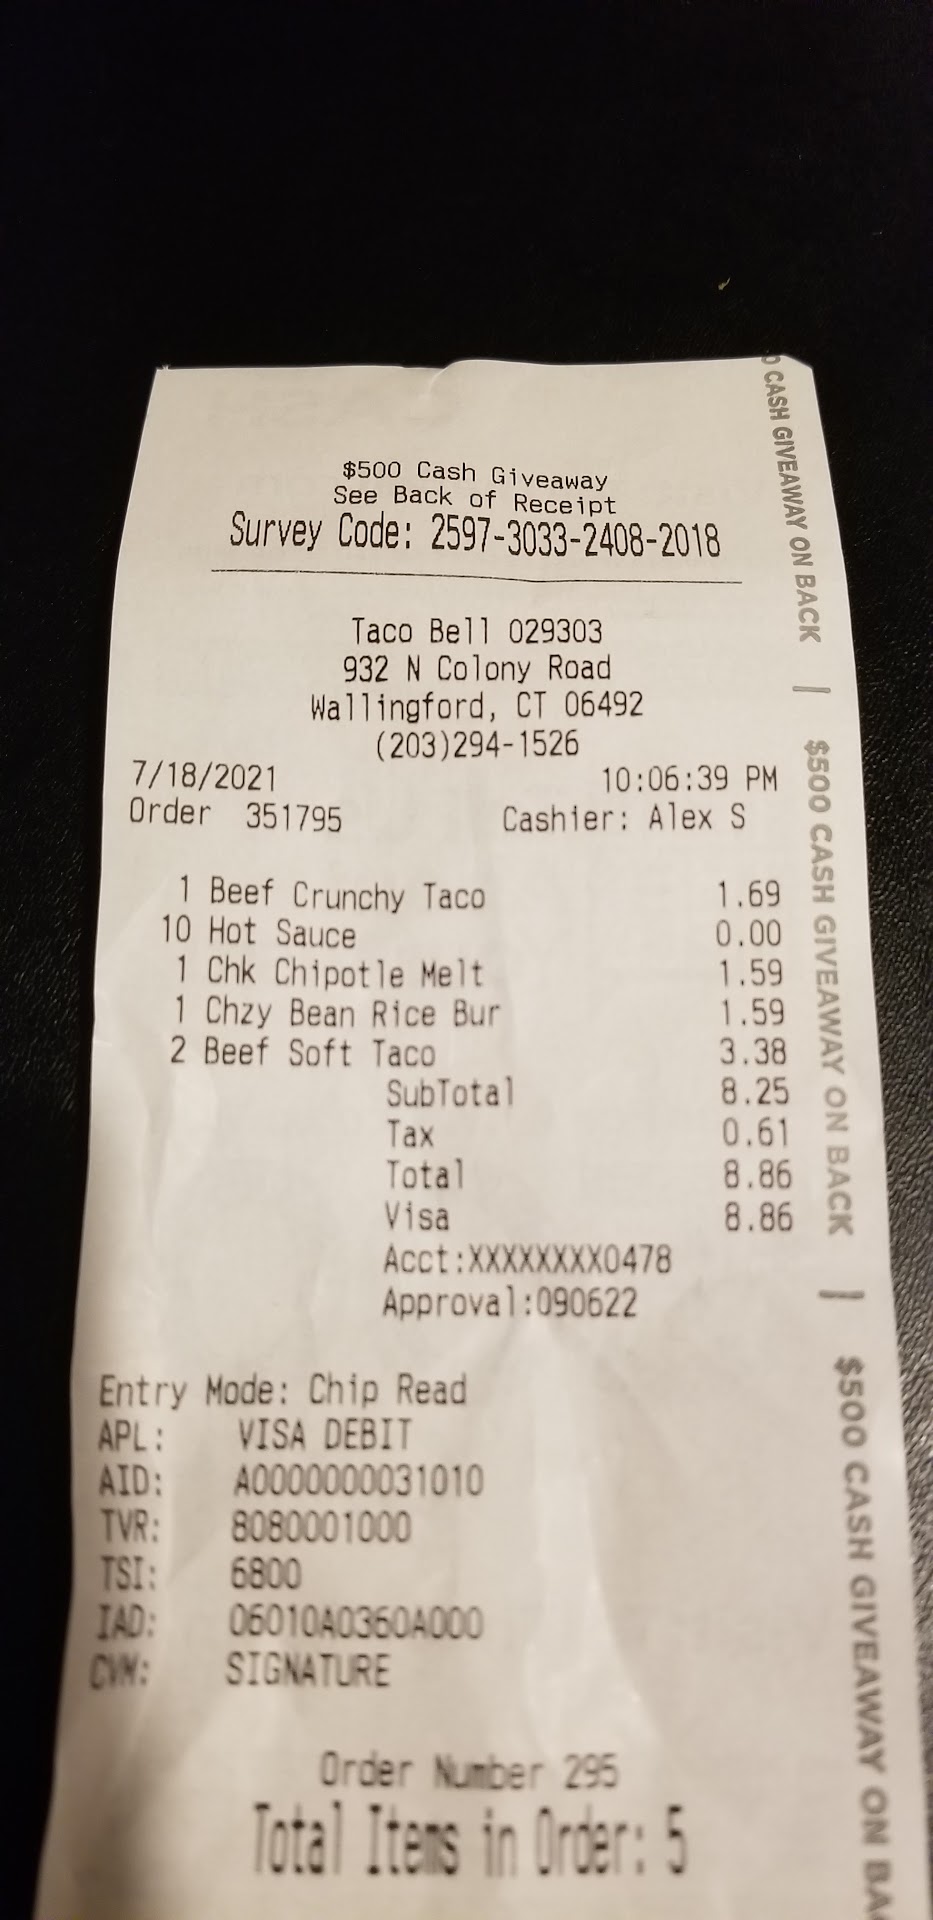 $500 Cash Giveaway
See Back of Receipt
Survey Code: 2597-3033-2408-2018
Taco Bell 029303
932 N Colony Road
Wallingford, CT 06492
(203)294-1526
7/18/2021 10:06:39 PM
Order 351795 Cashier: Alex S
1 Beef Crunchy Taco 1.69
10 Hot Sauce 0.00
1 Chk Chipotle Melt 1.59
1 Chzy Bean Rice Bur 1.59
2 Beef Soft Taco 3.38
SubTotal 8.25
Tax 0.61
Total 8.86
Visa 8.86
Acct:XXXXXXXX0478
Approval:090622
Entry Mode: Chip Read
APL: VISA DEBIT
AID: A0000000031010
TVR: 8080001000
TSI: 6800
IAD: 06010A0360A000
CVM: SIGNATURE
Order Number 295
Total Items in Order: 5
0 CASH GIVEAWAY ON BACK |
$500 CASH GIVEAWAY ON BACK |
$500 CASH GIVEAWAY ON BA